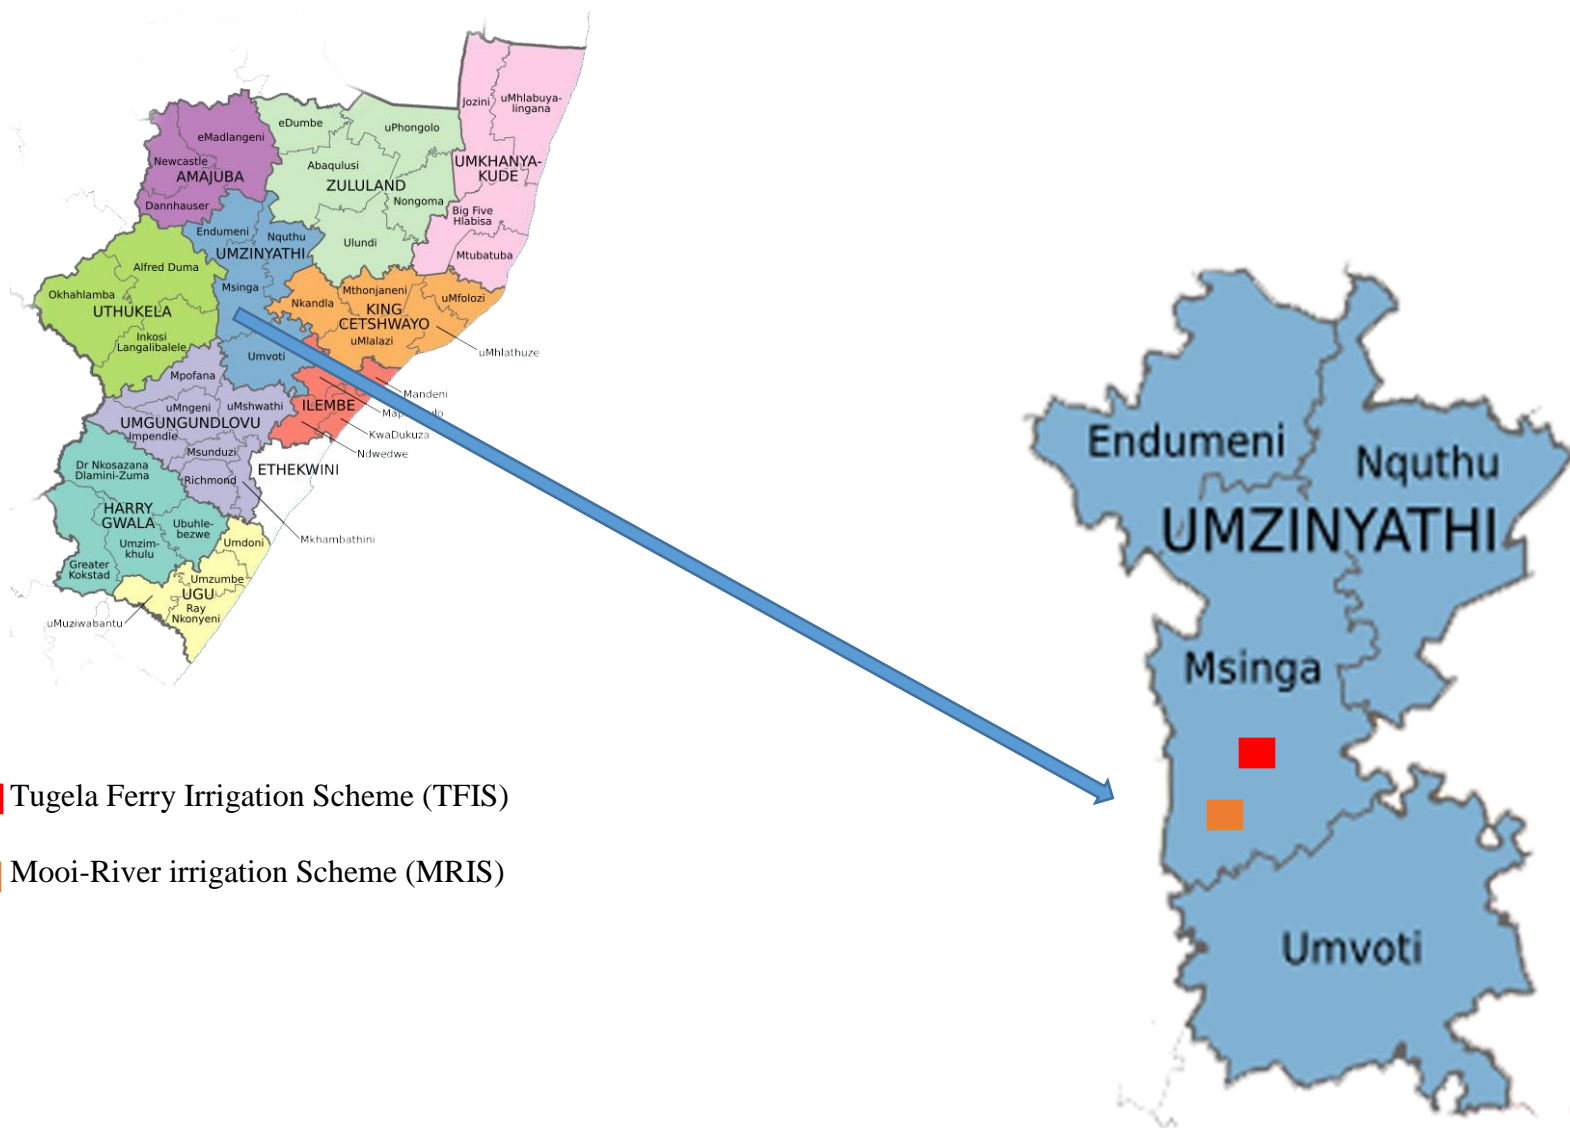 Jozini
uMhlabuya-
lingana
eDumbe
uPhongolo
eMadlangeni
Newcastle
AMAJUBA
Dannhauser
Abaqulusi
ZULULAND
Nongoma
Ulundi
UMKHANYA-
KUDE
Big Five
Hlabisa
Mtubatuba
Endumeni
Nquthu
UMZINYATHI
Msinga
Umvoti
Alfred Duma
Okhahlamba
UTHUKELA
Inkosi
Langalibalele
Nkandla
Mthonjaneni
uMfolozi
KING
CETSHWAYO
uMlalazi
uMhlathuze
Mpofana
uMngeni
uMshwathi
UMGUNGUNDLOVU
Impendle
Msunduzi
Richmond
Mkhambathini
ILEMBE
Mandeni
KwaDukuza
Ndwedwe
ETHEKWINI
Dr Nkosazana
Dlamini-Zuma
HARRY
GWALA
Ubuhle-
bezwe
Umzim-
khulu
Greater
Kokstad
Umdoni
Umzumbe
UGU
Ray
Nkonyeni
uMuziwabantu
Tugela Ferry Irrigation Scheme (TFIS)
Mooi-River irrigation Scheme (MRIS)
Endumeni
Nquthu
UMZINYATHI
Msinga
Umvoti